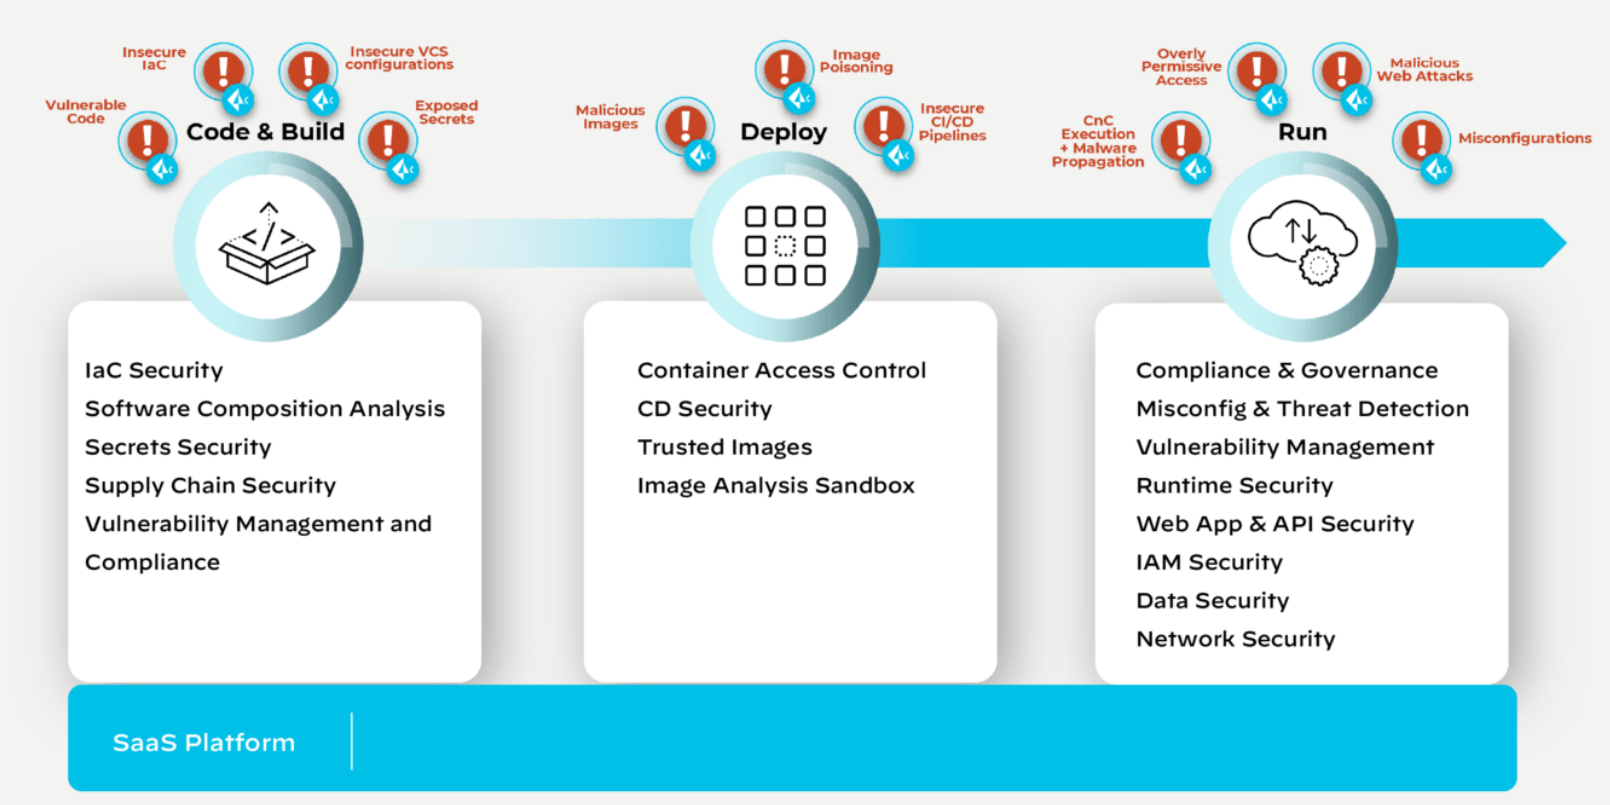 Insecure
IaC
Insecure VCS
configurations
Vulnerable
Code
Exposed
Secrets
Code & Build
Image
Poisoning
Malicious
Images
Insecure
CI/CD
Pipelines
Deploy
Overly
Permissive
Access
Malicious
Web Attacks
CnC
Execution
+ Malware
Propagation
Misconfigurations
Run
IaC Security
Software Composition Analysis
Secrets Security
Supply Chain Security
Vulnerability Management and
Compliance
Container Access Control
CD Security
Trusted Images
Image Analysis Sandbox
Compliance & Governance
Misconfig & Threat Detection
Vulnerability Management
Runtime Security
Web App & API Security
IAM Security
Data Security
Network Security
SaaS Platform